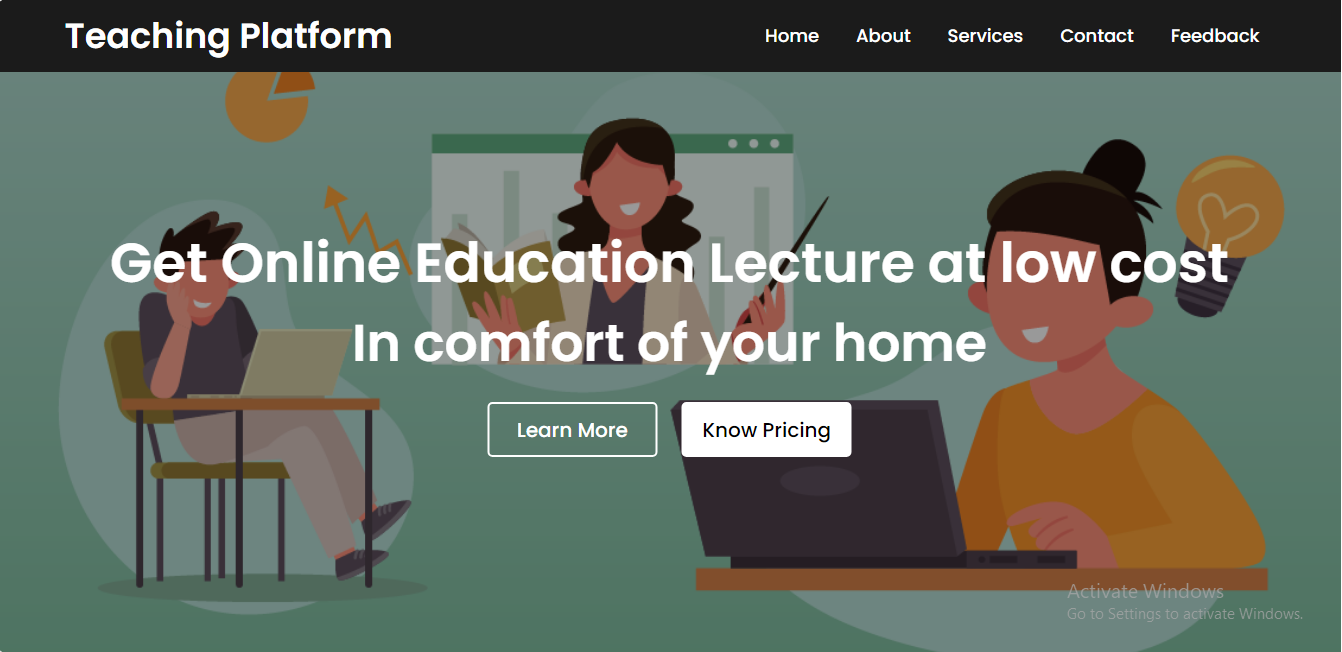 Teaching Platform
Home About Services Contact Feedback
Get Online Education Lecture at low cost
In comfort of your home
Learn More Know Pricing
Activate Windows
Go to Settings to activate Windows.